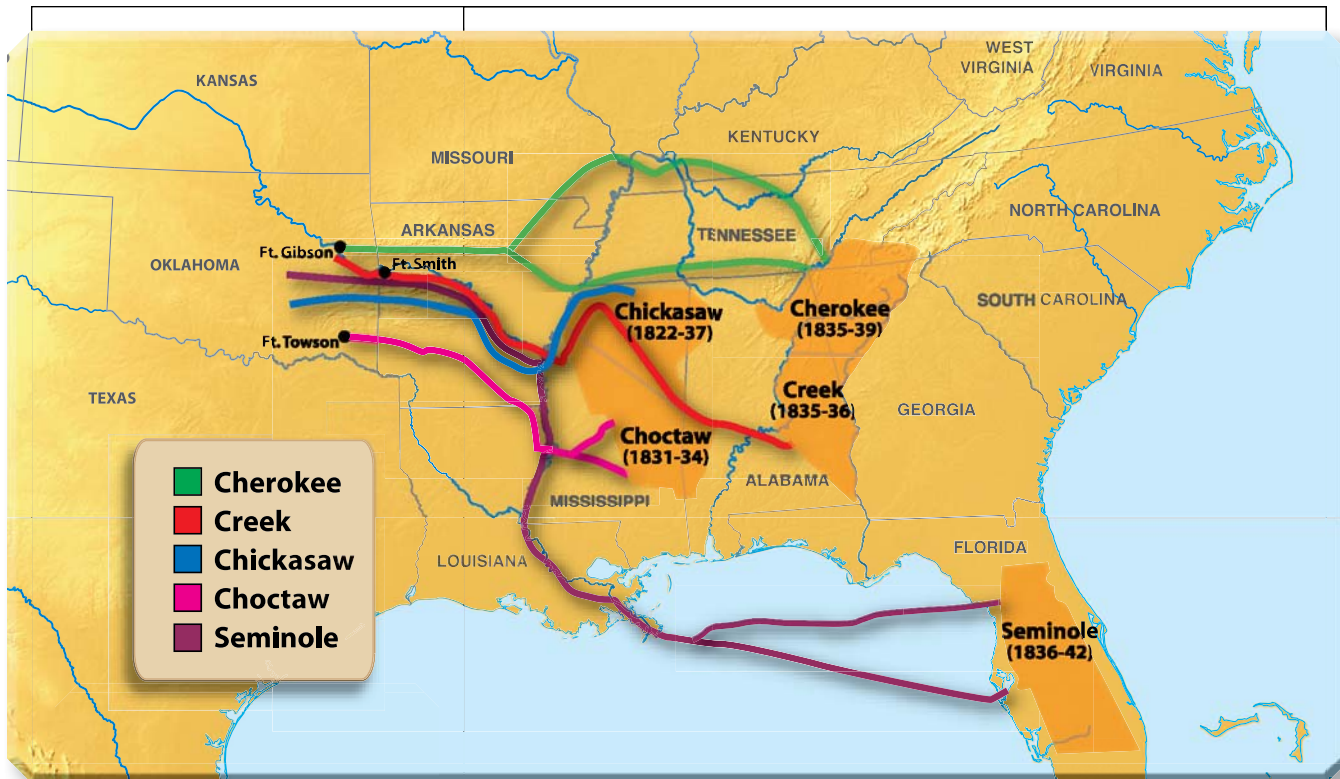 WEST
VIRGINIA
VIRGINIA
KANSAS
KENTUCKY
MISSOURI
NORTH CAROLINA
ARKANSAS
TENNESSEE
Ft. Gibson
OKLAHOMA
Ft. Smith
SOUTH CAROLINA
Chickasaw
(1822-37)
Cherokee
(1835-39)
Ft. Towson
TEXAS
Creek
(1835-36)
GEORGIA
Choctaw
(1831-34)
ALABAMA
MISSISSIPPI
LOUISIANA
FLORIDA
Seminole
(1836-42)
Cherokee
Creek
Chickasaw
Choctaw
Seminole